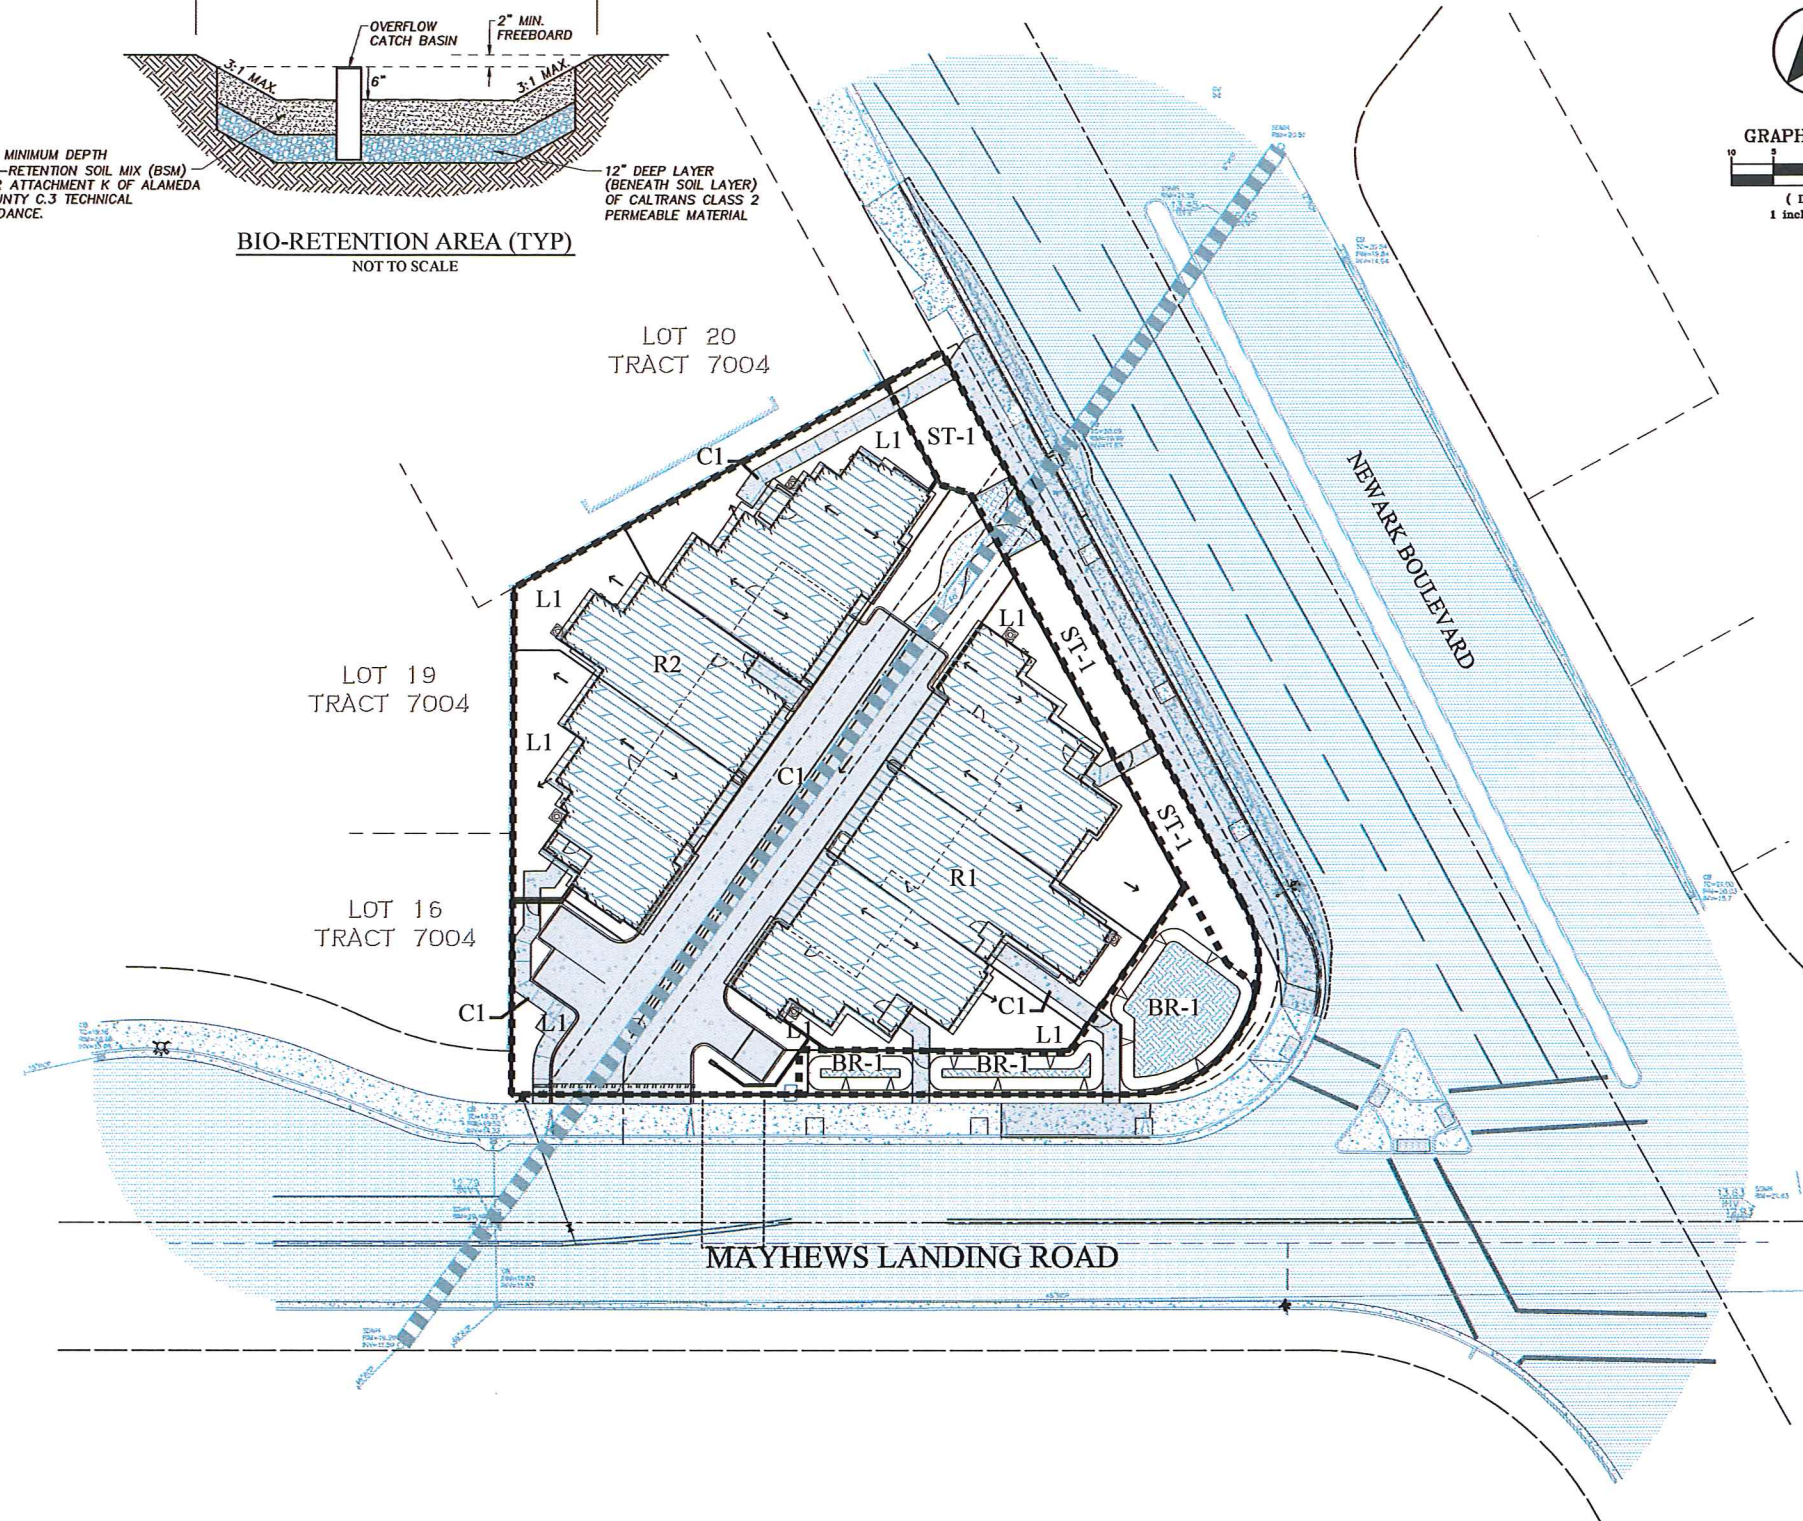 OVERFLOW
CATCH BASIN
2" MIN.
FREEBOARD
3:1 MAX.
6"
3:1 MAX.
MINIMUM DEPTH
-RETENTION SOIL MIX (BSM)
ATTACHMENT K OF ALAMEDA
UNTY C.3 TECHNICAL
DANCE.
12" DEEP LAYER
(BENEATH SOIL LAYER)
OF CALTRANS CLASS 2
PERMEABLE MATERIAL
BIO-RETENTION AREA (TYP)
NOT TO SCALE
GRAPH
10 5
1 incl
LOT 20
TRACT 7004
L1
ST-1
C1
NEWARK BOULEVARD
L1
L1
ST-1
R2
LOT 19
TRACT 7004
L1
C1
ST-1
R1
LOT 16
TRACT 7004
C1
L1
L1
C1
L1
BR-1
BR-1
BR-1
MAYHEWS LANDING ROAD